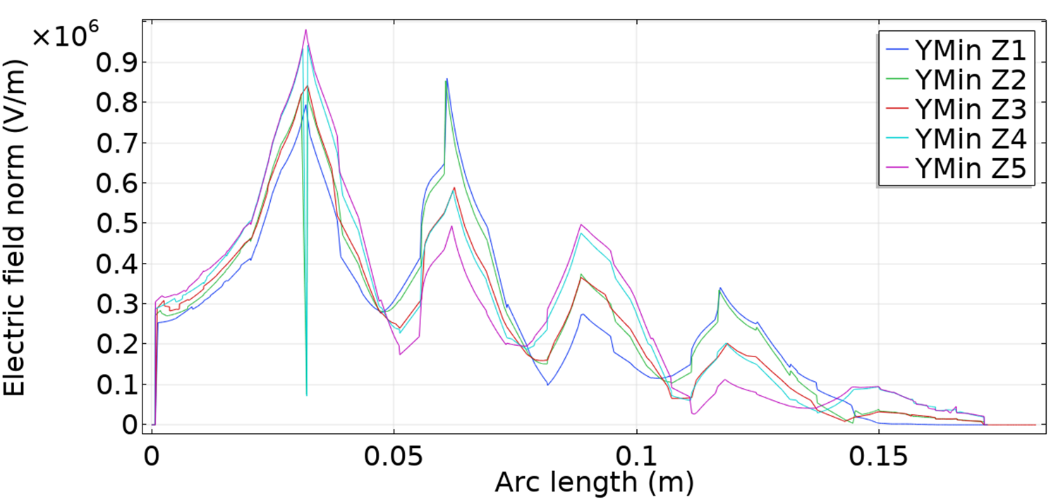 ×10⁶
Electric field norm (V/m)
0.9
0.8
0.7
0.6
0.5
0.4
0.3
0.2
0.1
0
0
0.05
0.1
0.15
Arc length (m)
YMin Z1
YMin Z2
YMin Z3
YMin Z4
YMin Z5